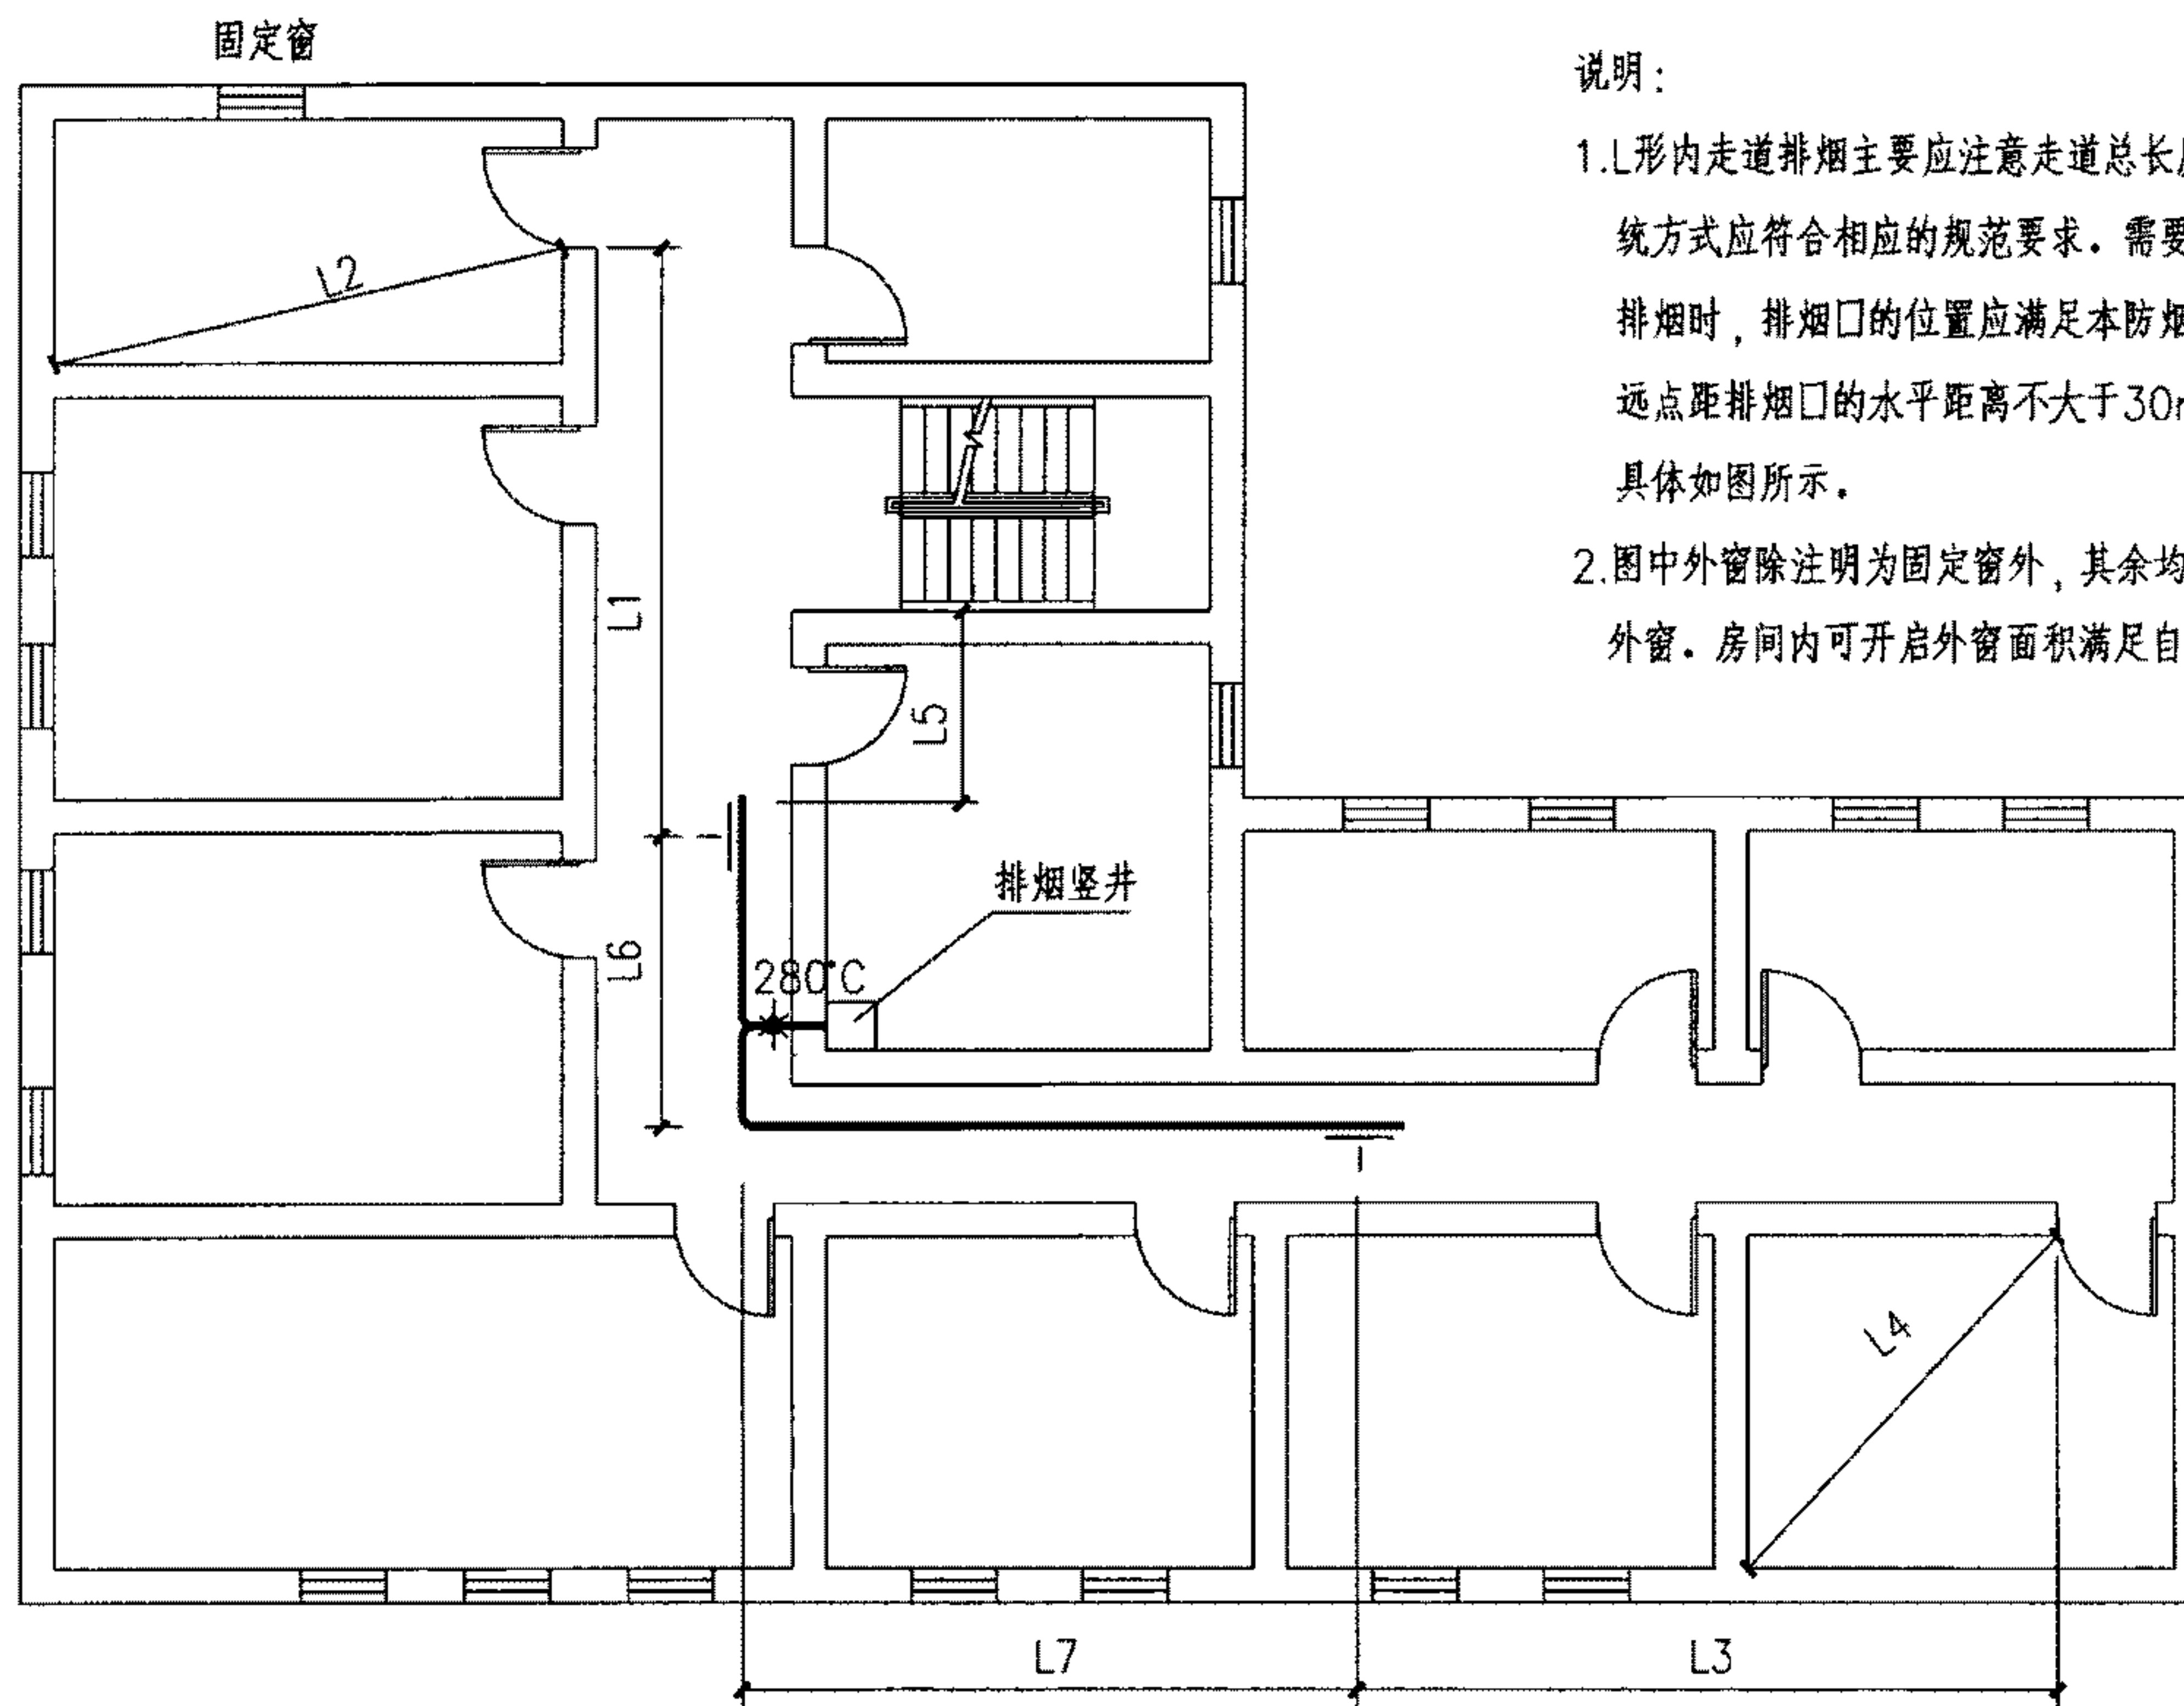 固定窗
说明：
1.L形内走道排烟主要应注意走道总长
统方式应符合相应的规范要求。需要
排烟时，排烟口的位置应满足本防烟
远点距排烟口的水平距离不大于30
具体如图所示。
2.图中外窗除注明为固定窗外，其余均
外窗。房间内可开启外窗面积满足自
L2
L1
L5
排烟竖井
L6
280°C
L4
L7
L3